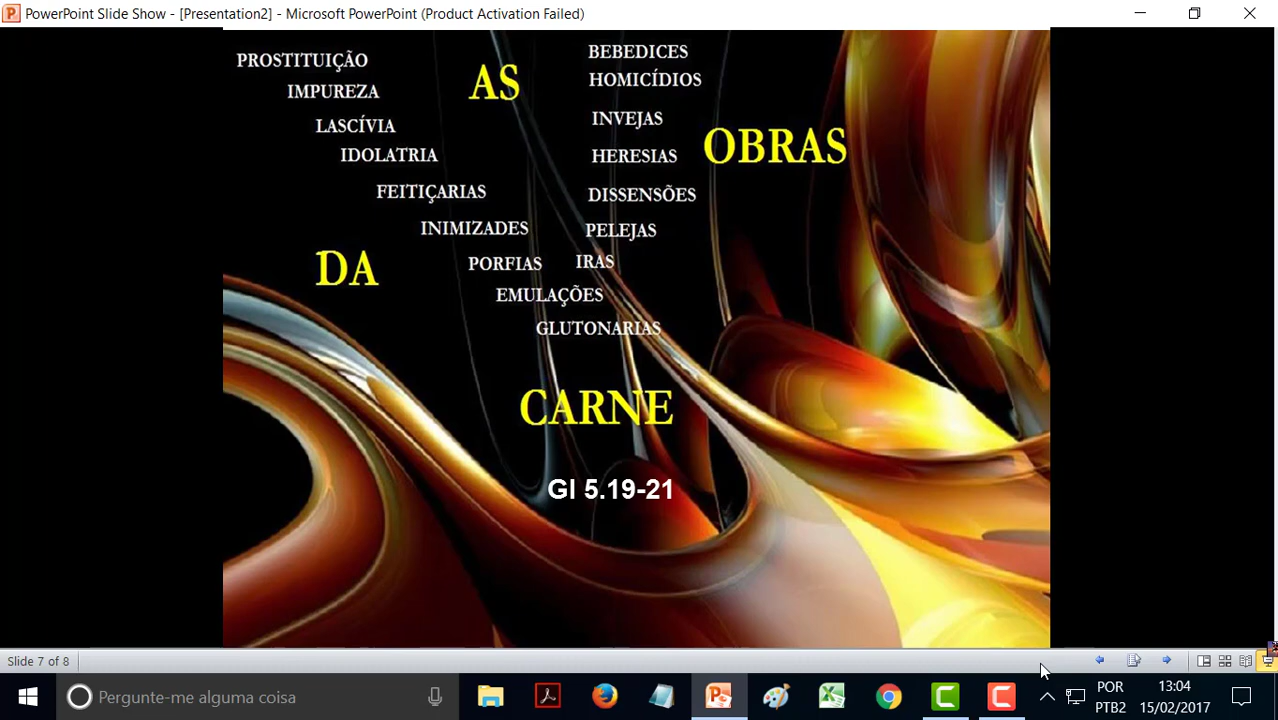 PowerPoint Slide Show - [Presentation2] - Microsoft PowerPoint (Product Activation Failed)
PROSTITUIÇÃO
IMPUREZA
LASCÍVIA
IDOLATRIA
FEITIÇARIAS
INIMIZADES
PORFIAS
EMULAÇÕES
GLUTONARIAS
BEBEDICES
HOMICÍDIOS
INVEJAS
HERESIAS
DISSENSÕES
PELEJAS
IRAS
AS
OBRAS
DA
CARNE
Gl 5.19-21
Slide 7 of 8
Pergunte-me alguma coisa
POR
PTB2
13:04
15/02/2017